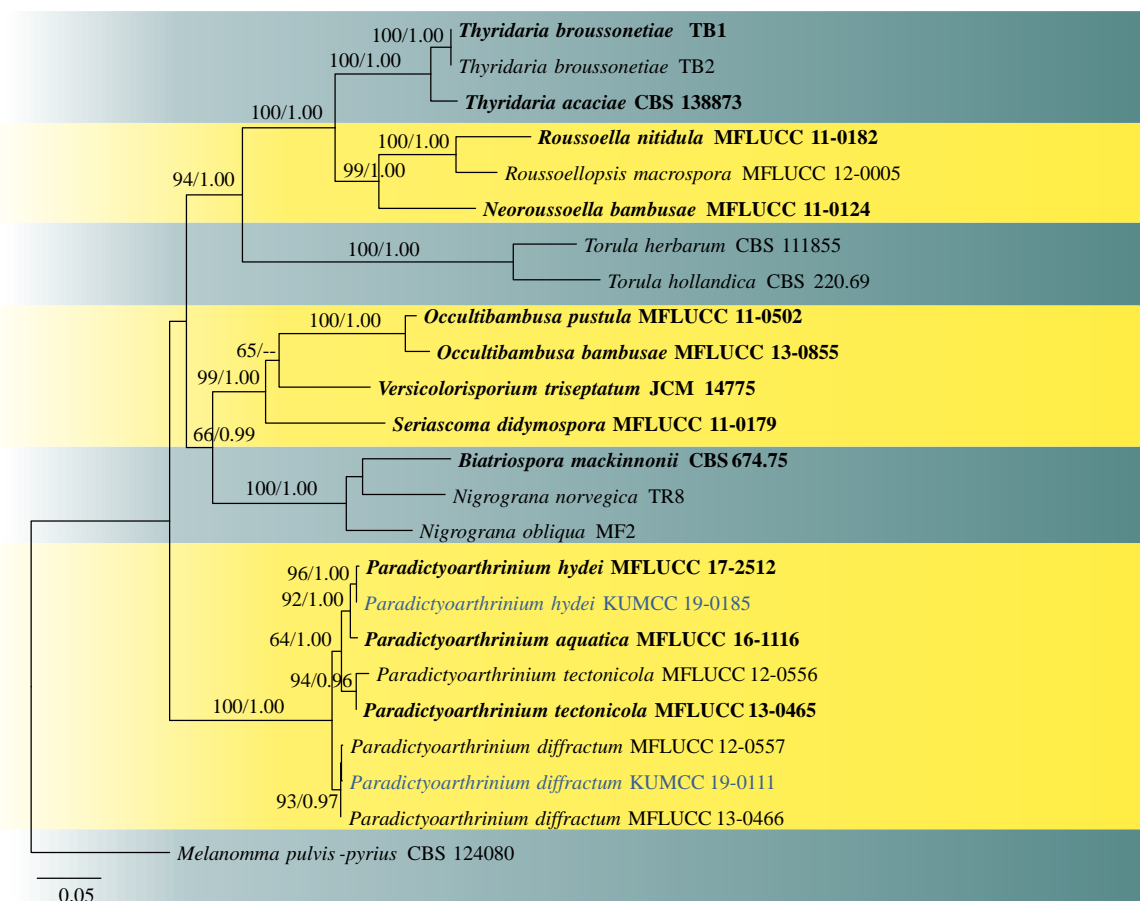 100/1.00
Thyridaria broussonetiae TB1
100/1.00
Thyridaria broussonetiae TB2
Thyridaria acaciae CBS 138873
100/1.00
100/1.00
Roussoella nitidula MFLUCC 11-0182
99/1.00
Roussoellopsis macrospora MFLUCC 12-0005
94/1.00
Neoroussoella bambusae MFLUCC 11-0124
Torula herbarum CBS 111855
100/1.00
Torula hollandica CBS 220.69
100/1.00
Occultibambusa pustula MFLUCC 11-0502
65/--
Occultibambusa bambusae MFLUCC 13-0855
99/1.00
Versicolorisporium triseptatum JCM 14775
Seriascoma didymospora MFLUCC 11-0179
66/0.99
Biatriospora mackinnonii CBS 674.75
100/1.00
Nigrograna norvegica TR8
Nigrograna obliqua MF2
96/1.00
Paradictyoarthrinium hydei MFLUCC 17-2512
92/1.00
Paradictyoarthrinium hydei KUMCC 19-0185
64/1.00
Paradictyoarthrinium aquatica MFLUCC 16-1116
94/0.96
Paradictyoarthrinium tectonicola MFLUCC 12-0556
100/1.00
Paradictyoarthrinium tectonicola MFLUCC 13-0465
Paradictyoarthrinium diffractum MFLUCC 12-0557
Paradictyoarthrinium diffractum KUMCC 19-0111
93/0.97
Paradictyoarthrinium diffractum MFLUCC 13-0466
Melanomma pulvis-pyrius CBS 124080
0.05